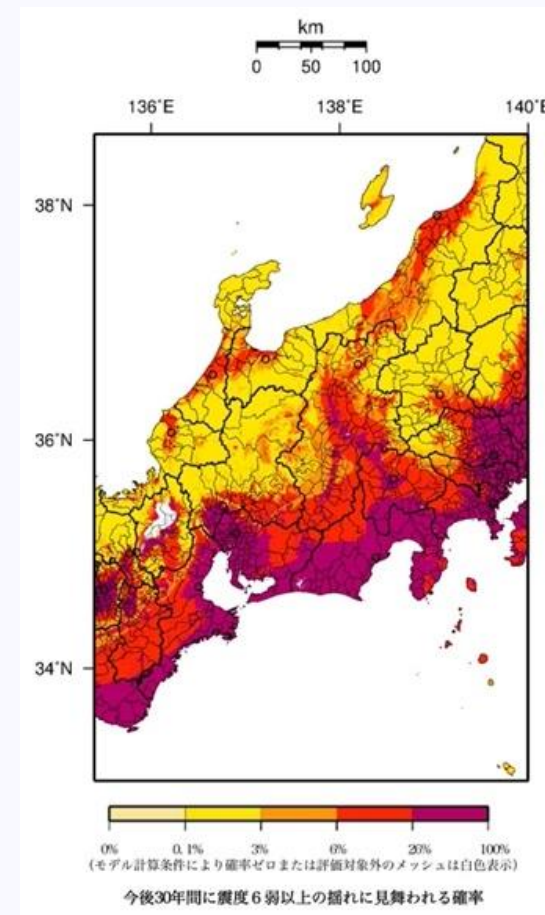 km
0 50 100
136°E 138°E 140°E
38°N
36°N
34°N
0% 0.1% 3% 6% 26% 100%
(モデル計算条件により確率ゼロまたは評価対象外のメッシュは白色表示)
今後30年間に震度6弱以上の揺れに見舞われる確率